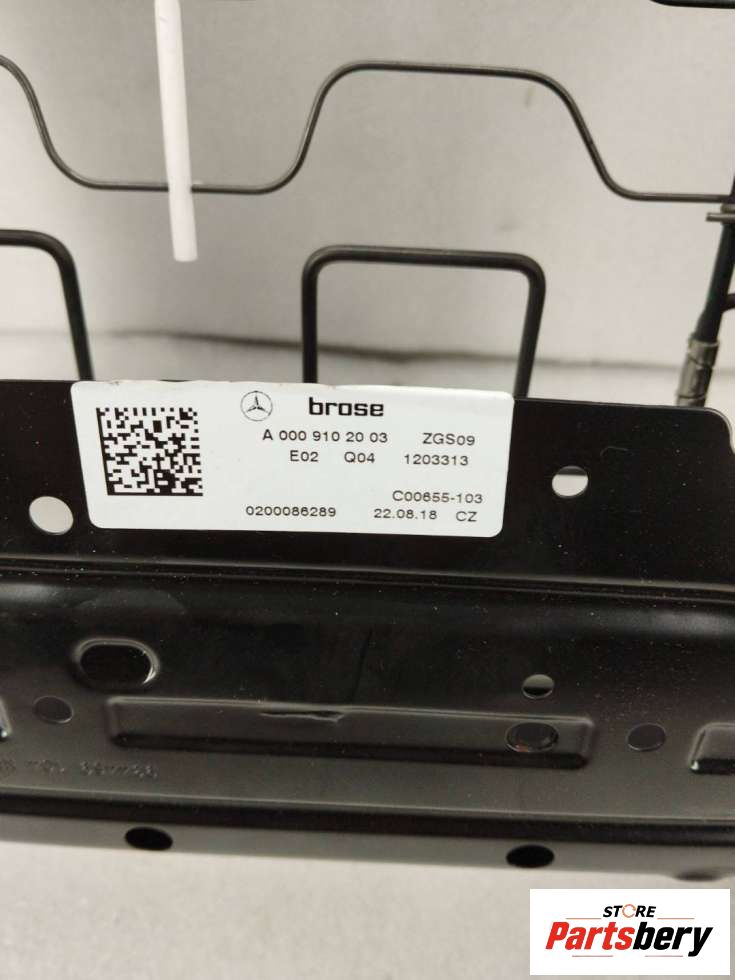 brose
A 000 910 20 03 ZGS09
E02 Q04 1203313
C00655-103
0200086289 22.08.18 CZ
STORE
Partsbery